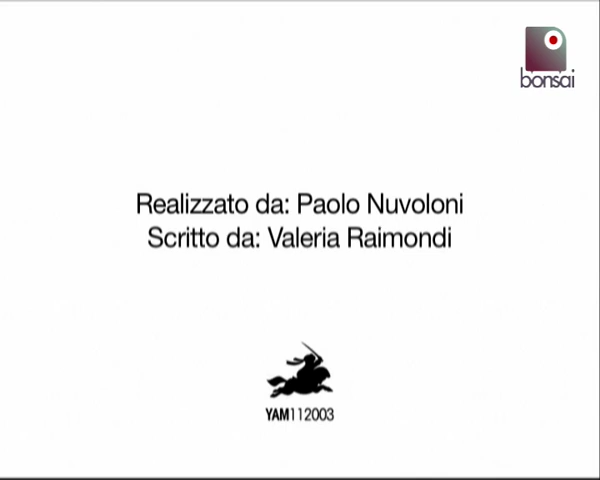 bonsai
Realizzato da: Paolo Nuvoloni
Scritto da: Valeria Raimondi
YAM112003